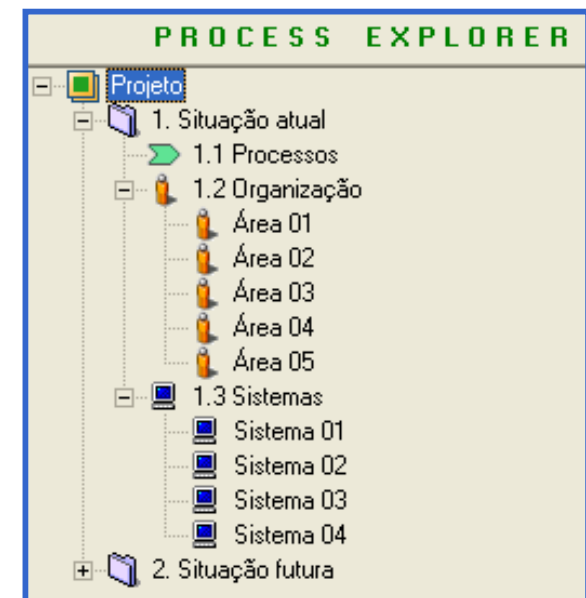 PROCESS EXPLORER
Projeto
1. Situação atual
1.1 Processos
1.2 Organização
Área 01
Área 02
Área 03
Área 04
Área 05
1.3 Sistemas
Sistema 01
Sistema 02
Sistema 03
Sistema 04
2. Situação futura